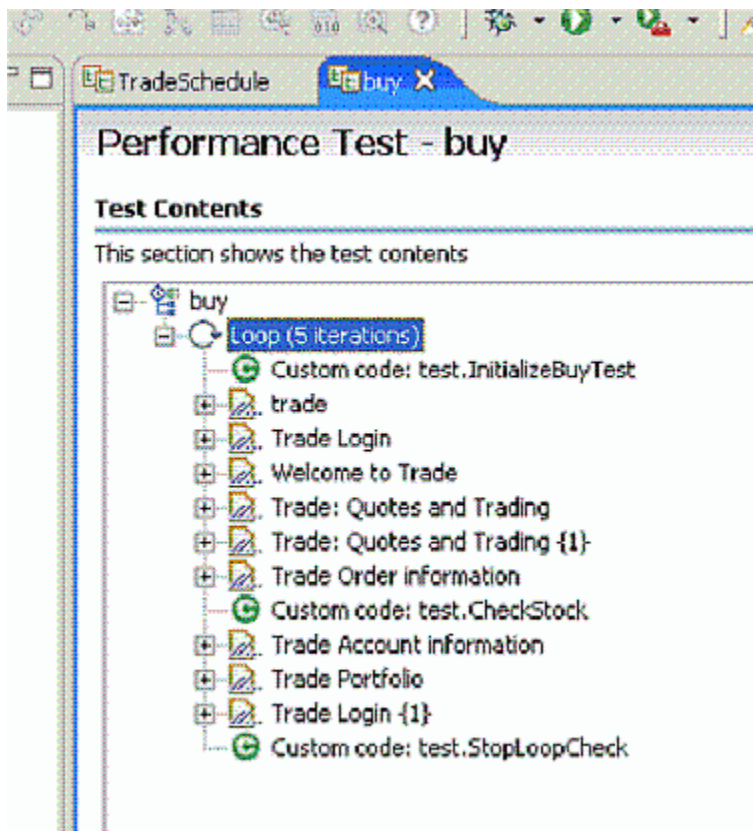 010
TradeSchedule
buy
Performance Test - buy
Test Contents
This section shows the test contents
buy
Loop (5 iterations)
Custom code: test.InitializeBuyTest
trade
Trade Login
Welcome to Trade
Trade: Quotes and Trading
Trade: Quotes and Trading {1}
Trade Order information
Custom code: test.CheckStock
Trade Account information
Trade Portfolio
Trade Login {1}
Custom code: test.StopLoopCheck